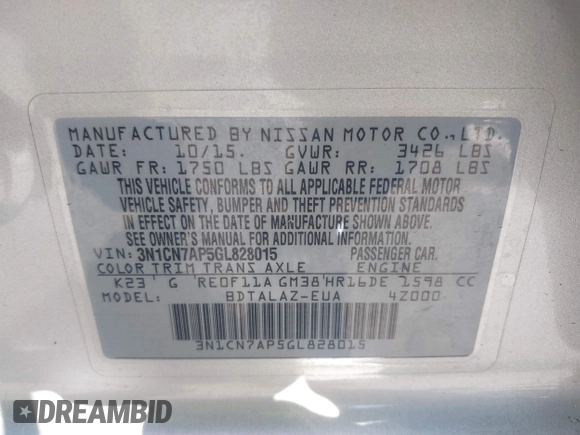 MANUFACTURED BY NISSAN MOTOR CO., LTD.
DATE: 10/15. GVWR: 3426 LBS
GAWR FR: 1750 LBS GAWR RR: 1708 LBS
THIS VEHICLE CONFORMS TO ALL APPLICABLE FEDERAL MOTOR
VEHICLE SAFETY, BUMPER AND THEFT PREVENTION STANDARDS
IN EFFECT ON THE DATE OF MANUFACTURE SHOWN ABOVE.
SEE OWNER'S MANUAL FOR ADDITIONAL INFORMATION.
VIN: 3N1CN7AP5GL828015 PASSENGER CAR.
COLOR TRIM TRANS AXLE ENGINE
K23 G RE0F11A GM38 HR16DE 1598 CC
MODEL: BDTALAZ-EUA 4Z000
3N1CN7AP5GL828015
DREAMBID